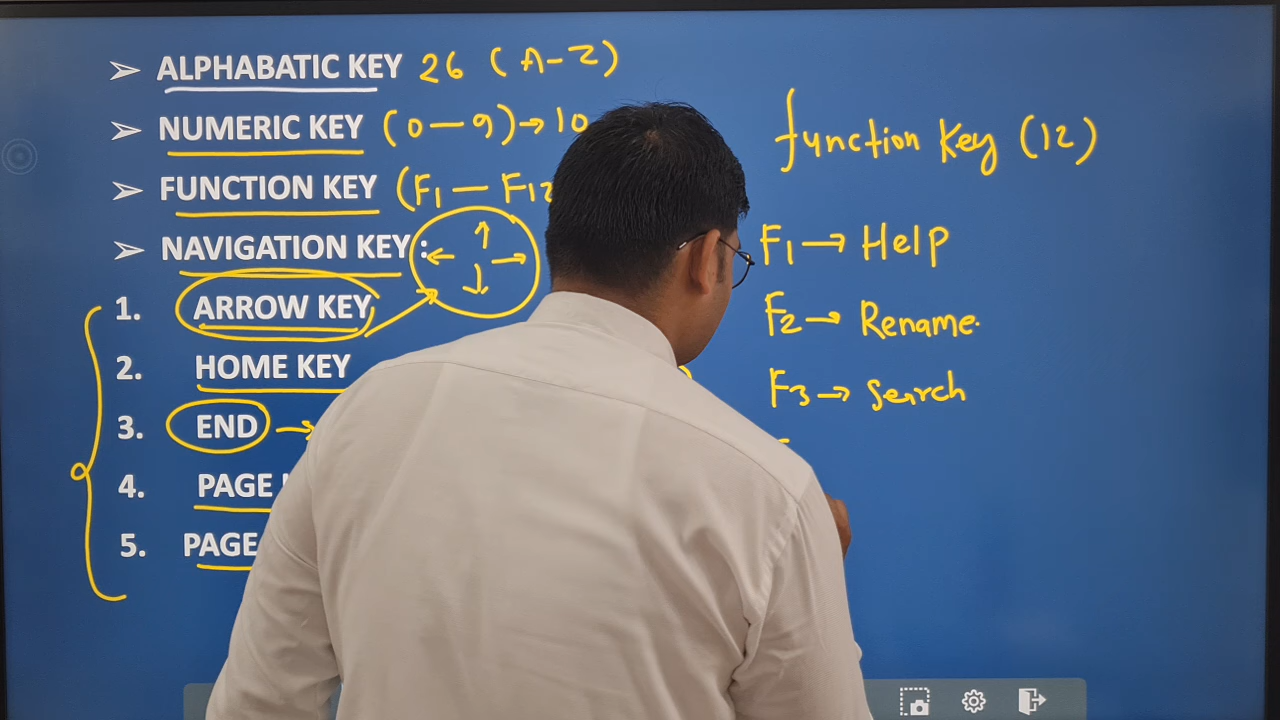 ➢ ALPHABATIC KEY 26 (A-Z)
➢ NUMERIC KEY (0-9)→10
➢ FUNCTION KEY (F1 — F12
➢ NAVIGATION KEY :
1. ARROW KEY
2. HOME KEY
3. END →
4. PAGE
5. PAGE
function Key (12)
F1 → Help
F2 → Rename.
F3 → Search